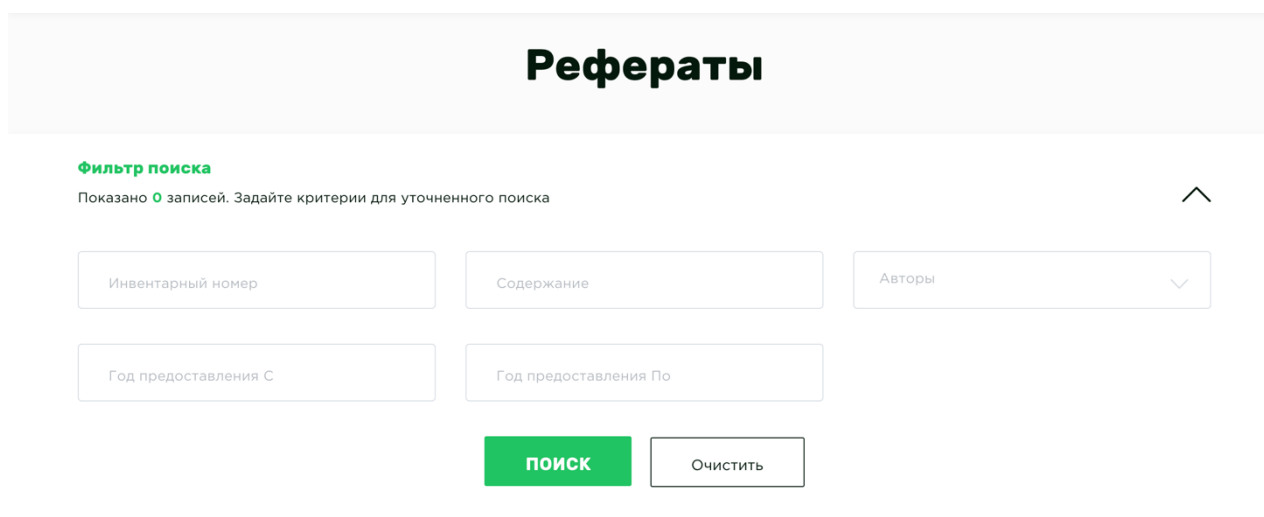 Рефераты
Фильтр поиска
Показано 0 записей. Задайте критерии для уточненного поиска
Инвентарный номер
Содержание
Авторы
Год предоставления С
Год предоставления По
ПОИСК
Очистить